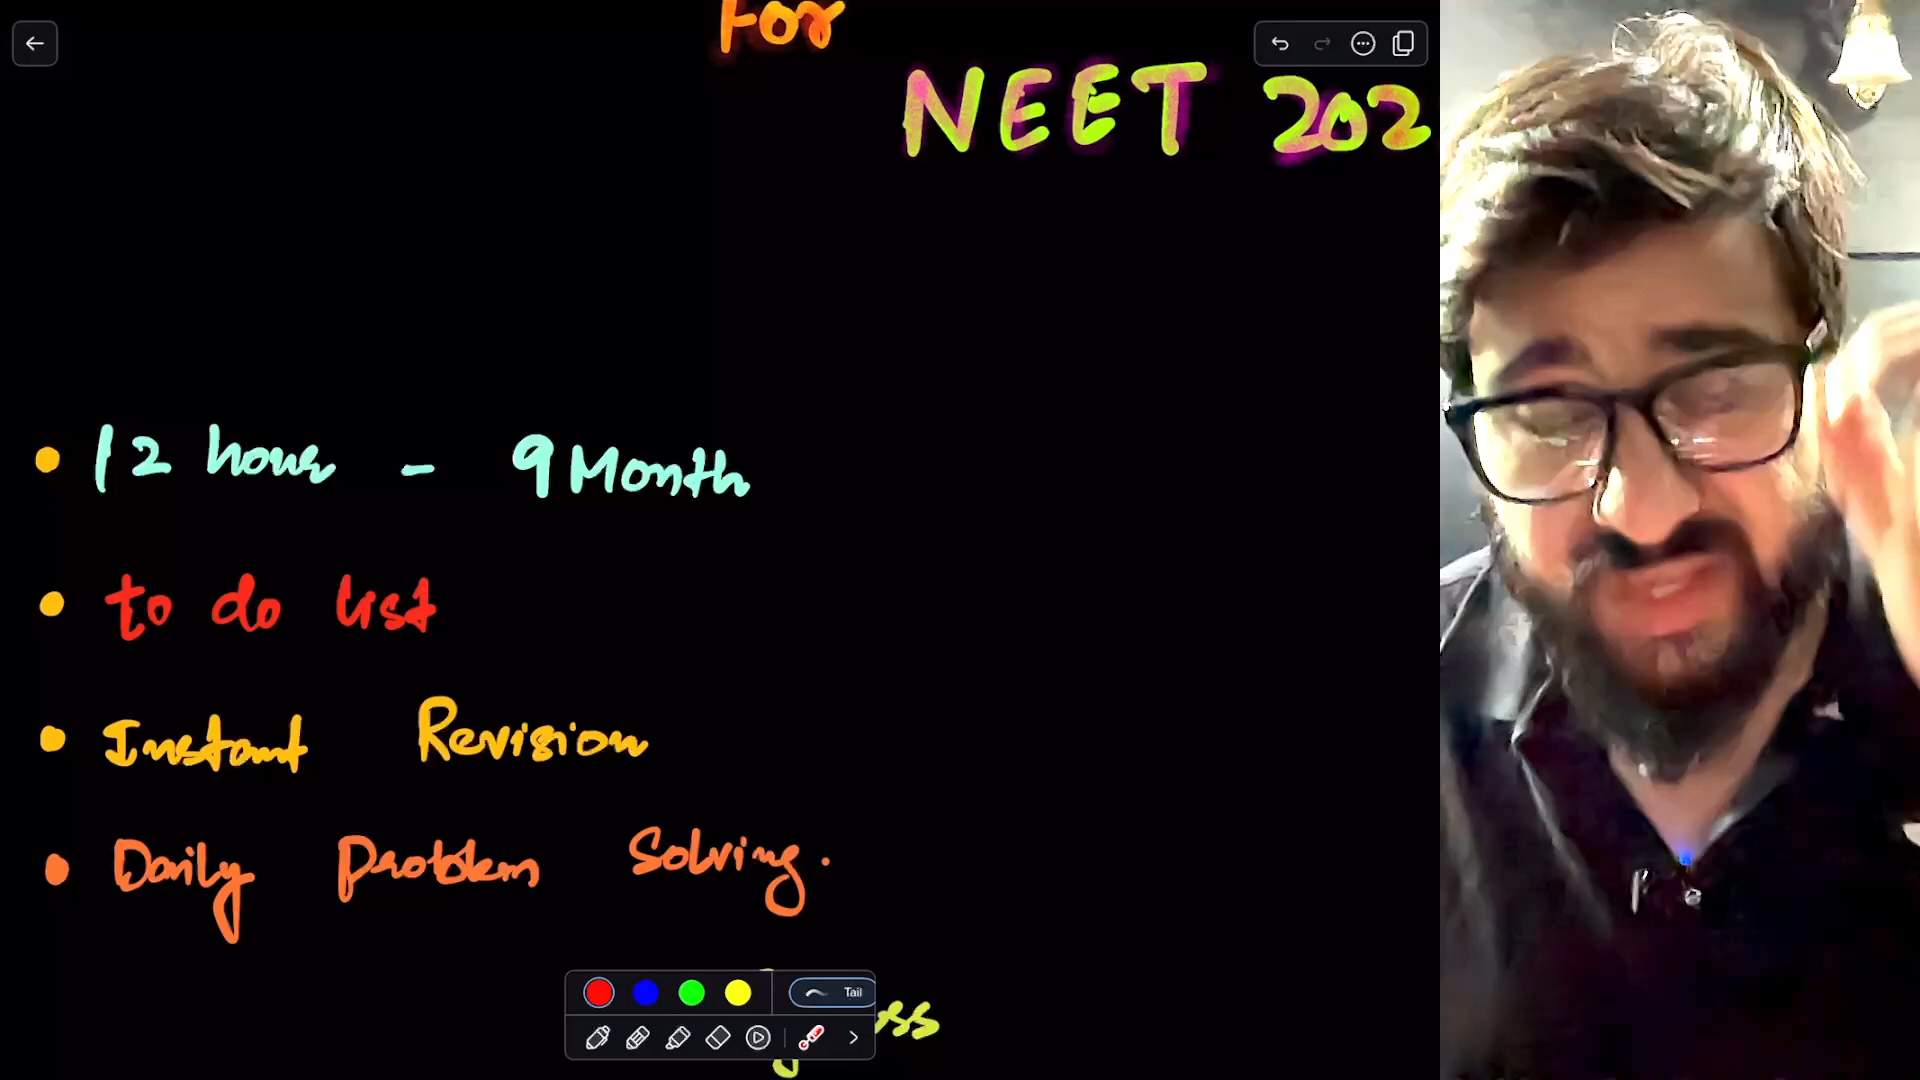 For
NEET 202
12 hour - 9 Month
to do list
Instant Revision
Daily Problem Solving.
Tail